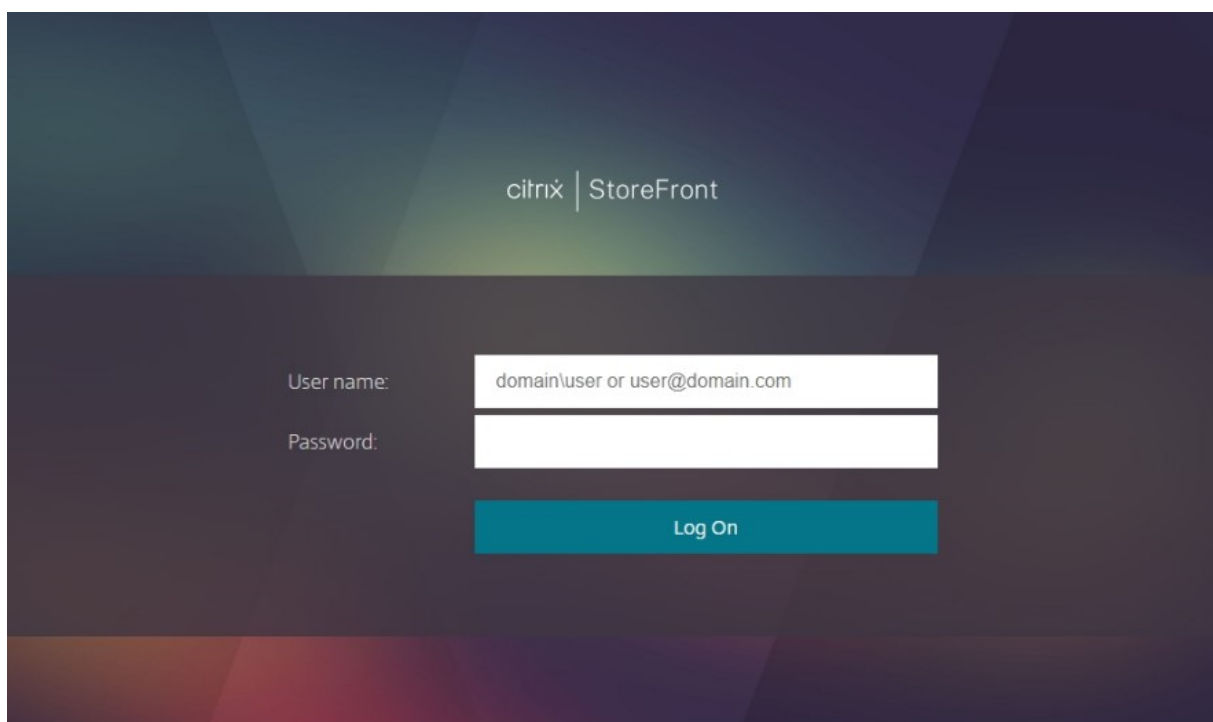 citrix | StoreFront
User name:
domain\user or user@domain.com
Password:
Log On